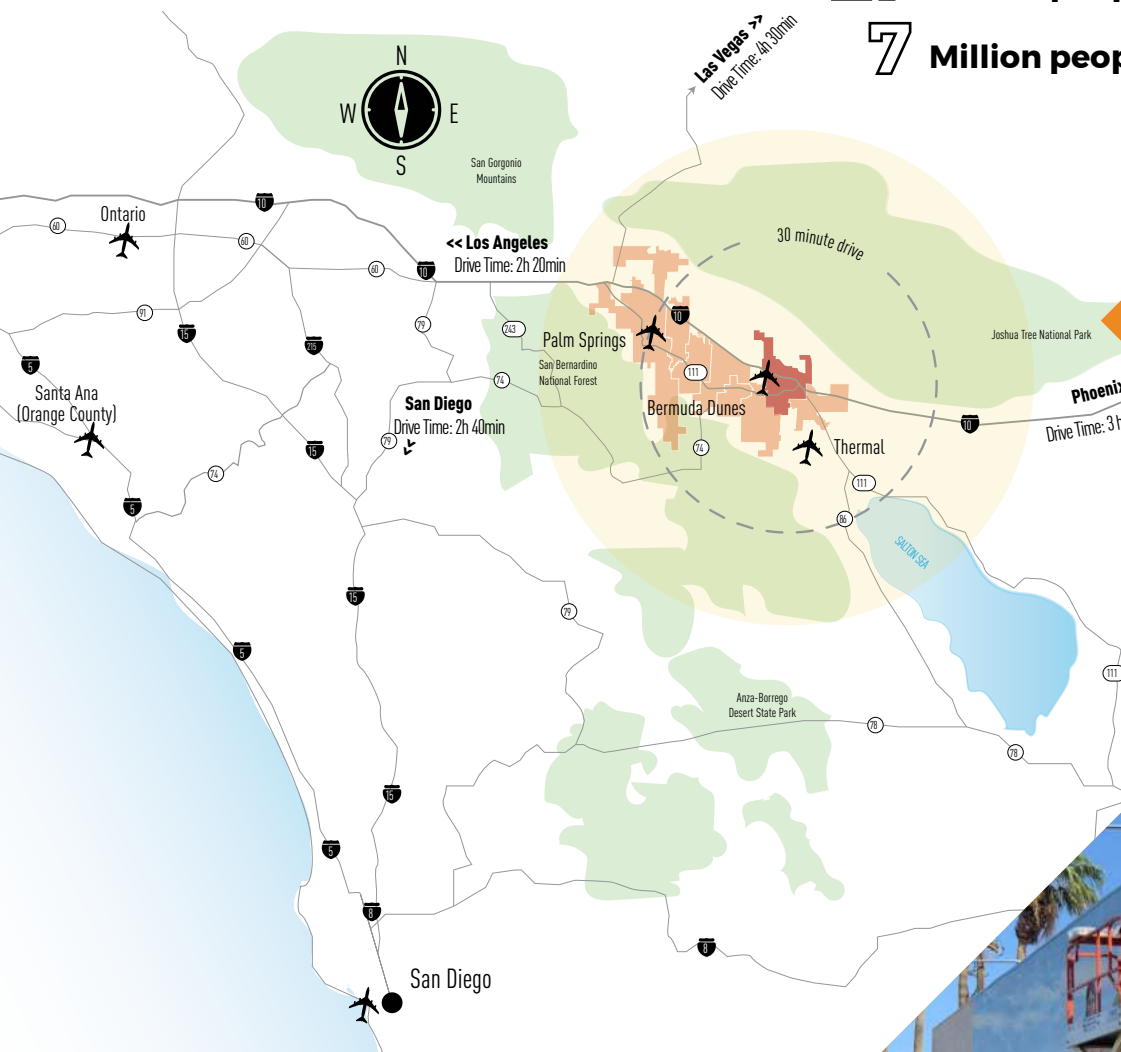 7 Million peop
Las Vegas >>
Drive Time: 4h 30min
N
W
E
S
San Gorgonio
Mountains
10
Ontario
60
60
<< Los Angeles
Drive Time: 2h 20min
60
10
30 minute drive
91
15
79
243
10
Palm Springs
Joshua Tree National Park
215
5
San Bernardino
National Forest
111
74
Santa Ana
(Orange County)
San Diego
Drive Time: 2h 40min
Bermuda Dunes
Phoenix
Drive Time: 3 h
10
79
15
74
74
Thermal
111
5
86
SALTON SEA
15
79
5
111
Anza-Borrego
Desert State Park
78
78
15
5
8
8
San Diego